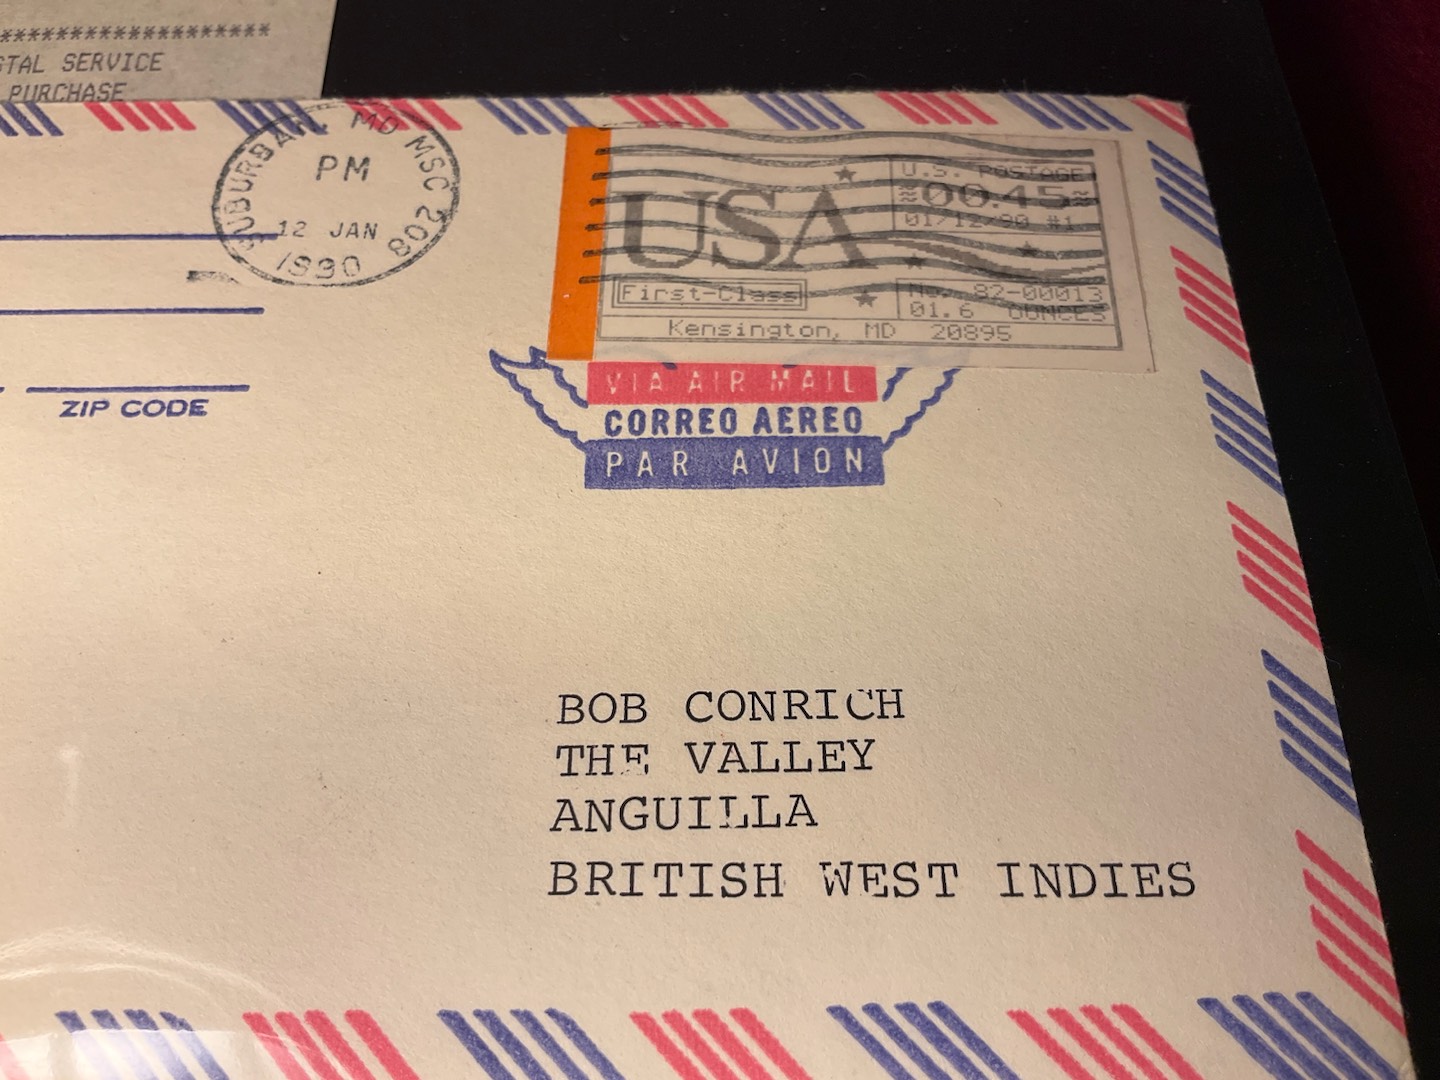 *******************
STAL SERVICE
PURCHASE
SUBURBAN, MD MSC 208
PM
12 JAN
1990
U.S. POSTAGE
≈00.45≈
01/12/90 #1
USA
First-Class
No. 82-00013
01.6 OUNCES
Kensington, MD 20895
ZIP CODE
VIA AIR MAIL
CORREO AEREO
PAR AVION
BOB CONRICH
THE VALLEY
ANGUILLA
BRITISH WEST INDIES